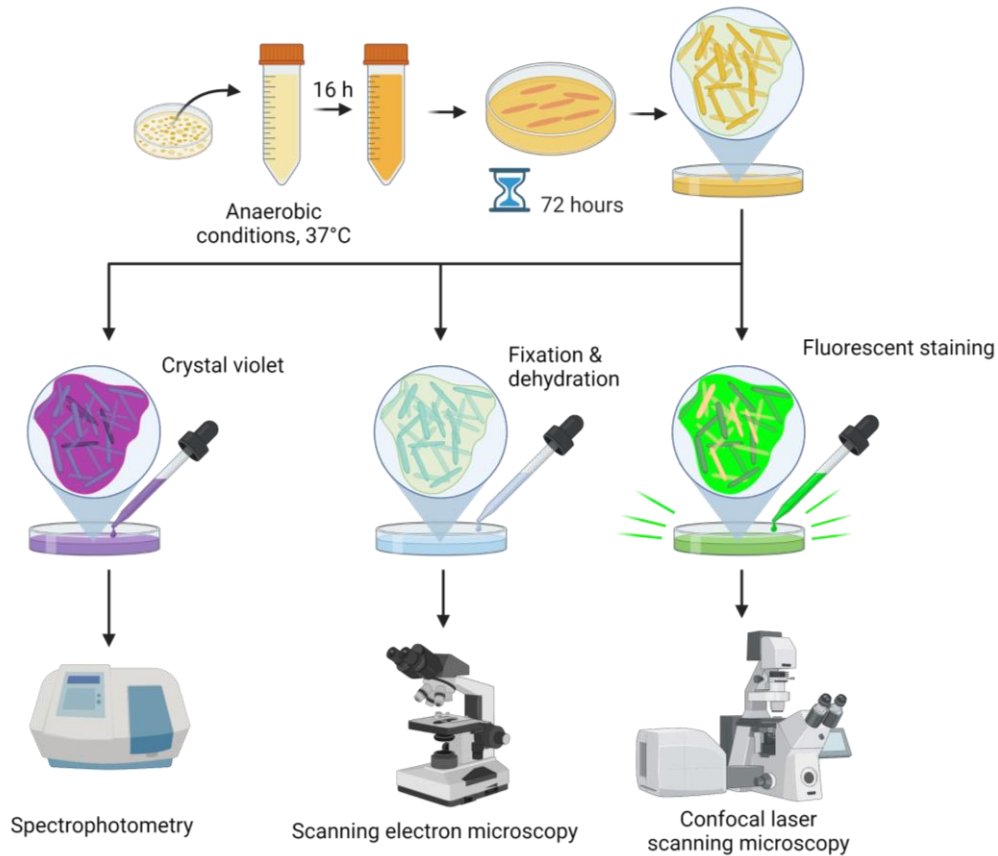 16 h
Anaerobic
conditions, 37°C
72 hours
Crystal violet
Fixation &
dehydration
Fluorescent staining
Spectrophotometry
Scanning electron microscopy
Confocal laser
scanning microscopy